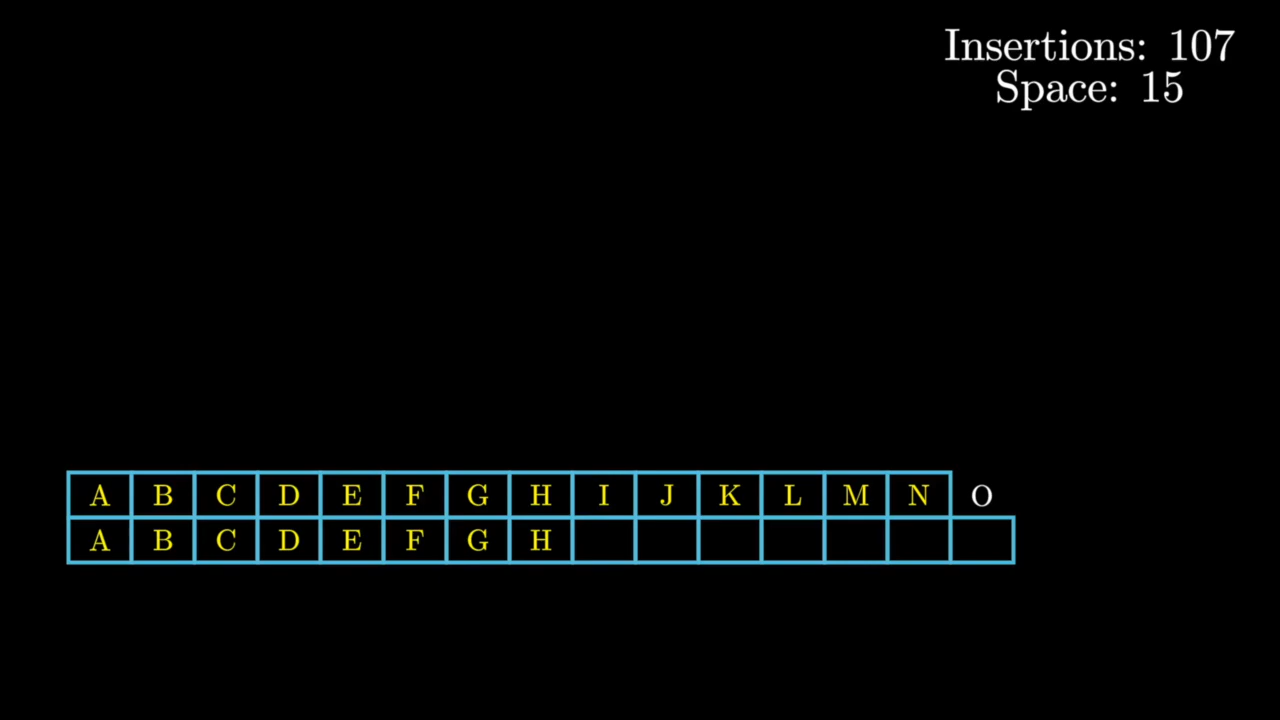 Insertions: 107
Space: 15
A B C D E F G H I J K L M N O
A B C D E F G H